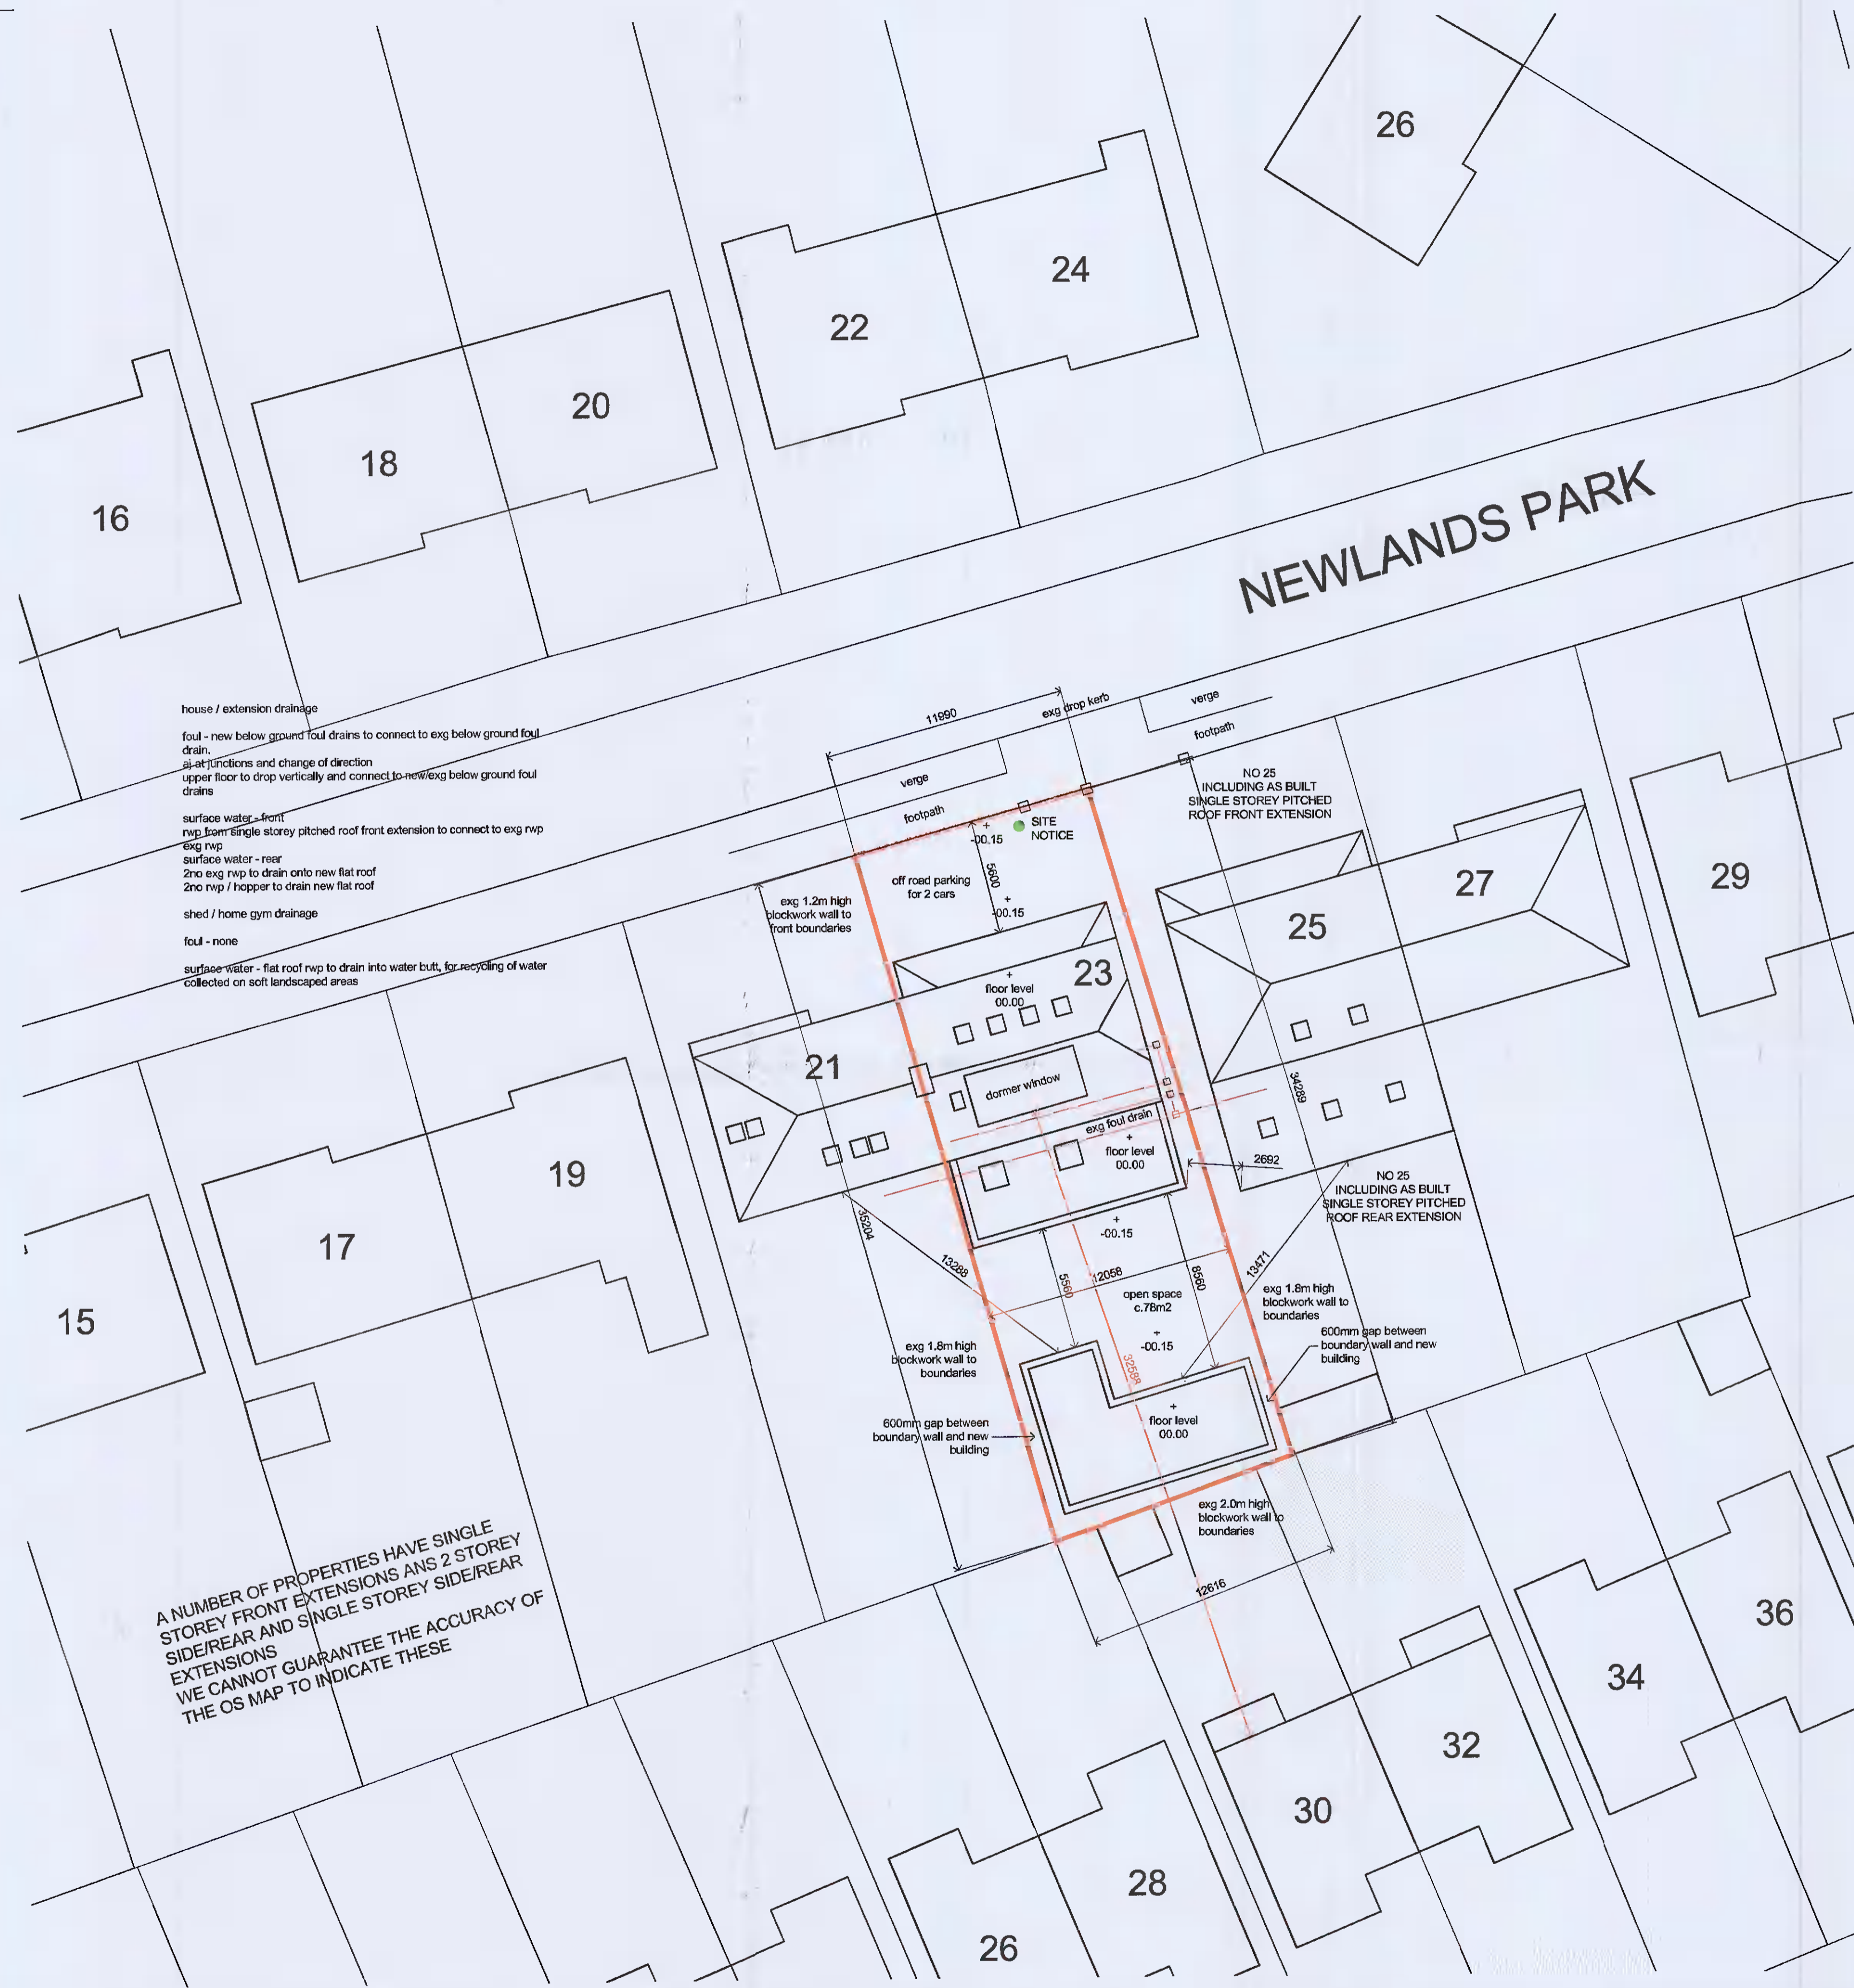 26
24
22
20
18
16
NEWLANDS PARK
house / extension drainage
foul - new below ground foul drains to connect to exg below ground foul
drain.
aj at junctions and change of direction
upper floor to drop vertically and connect to new/exg below ground foul
drains
surface water - front
rwp from single storey pitched roof front extension to connect to exg rwp
exg rwp
surface water - rear
2no exg rwp to drain onto new flat roof
2no rwp / hopper to drain new flat roof
shed / home gym drainage
foul - none
surface water - flat roof rwp to drain into water butt, for recycling of water
collected on soft landscaped areas
11990
exg drop kerb
verge
footpath
verge
footpath
SITE
NOTICE
-00.15
5600
-00.15
off road parking
for 2 cars
exg 1.2m high
blockwork wall to
front boundaries
NO 25
INCLUDING AS BUILT
SINGLE STOREY PITCHED
ROOF FRONT EXTENSION
27
29
25
23
floor level
00.00
21
dormer window
exg foul drain
floor level
00.00
34289
2692
NO 25
INCLUDING AS BUILT
SINGLE STOREY PITCHED
ROOF REAR EXTENSION
19
17
15
35204
-00.15
13288
5560
12056
8560
13471
open space
c.78m2
-00.15
exg 1.8m high
blockwork wall to
boundaries
600mm gap between
boundary wall and new
building
exg 1.8m high
blockwork wall to
boundaries
32588
600mm gap between
boundary wall and new
building
floor level
00.00
exg 2.0m high
blockwork wall to
boundaries
12616
A NUMBER OF PROPERTIES HAVE SINGLE
STOREY FRONT EXTENSIONS ANS 2 STOREY
SIDE/REAR AND SINGLE STOREY SIDE/REAR
EXTENSIONS
WE CANNOT GUARANTEE THE ACCURACY OF
THE OS MAP TO INDICATE THESE
36
34
32
30
28
26